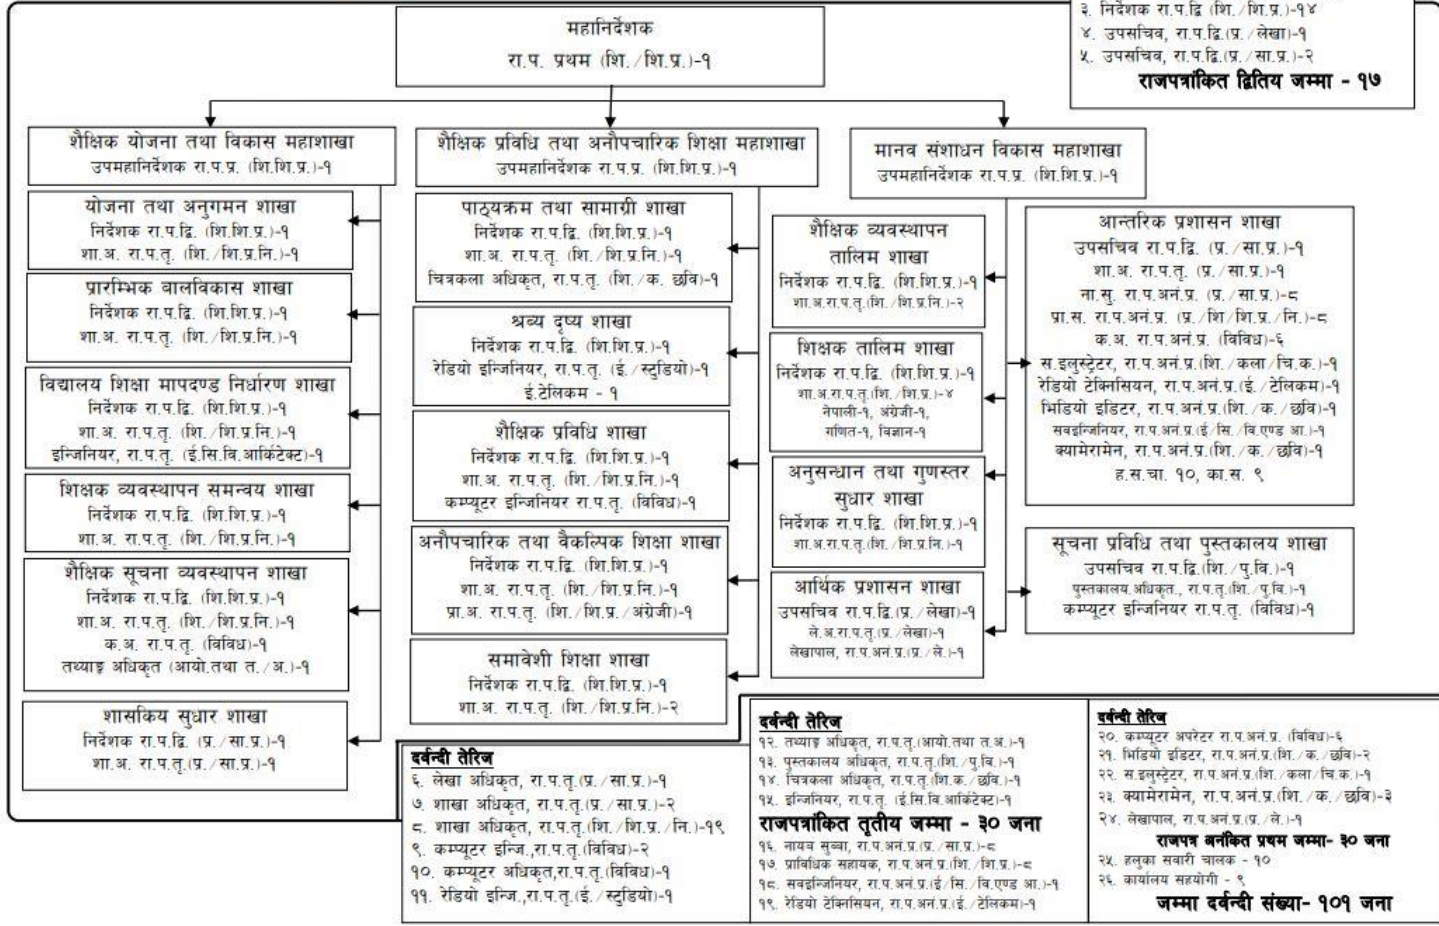 महानिर्देशक
रा.प. प्रथम (शि./शि.प्र.)-१
३. निर्देशक रा.प.द्वि (शि./शि.प्र.)-१४
४. उपसचिव, रा.प.द्वि.(प्र./लेखा)-१
५. उपसचिव, रा.प.द्वि.(प्र./सा.प्र.)-२
राजपत्रांकित द्वितिय जम्मा - १७
शैक्षिक योजना तथा विकास महाशाखा
उपमहानिर्देशक रा.प.प्र. (शि.शि.प्र.)-१
योजना तथा अनुगमन शाखा
निर्देशक रा.प.द्वि. (शि.शि.प्र.)-१
शा.अ. रा.प.तृ. (शि./शि.प्र.नि.)-१
प्रारम्भिक बालविकास शाखा
निर्देशक रा.प.द्वि. (शि.शि.प्र.)-१
शा.अ. रा.प.तृ. (शि./शि.प्र.नि.)-१
विद्यालय शिक्षा मापदण्ड निर्धारण शाखा
निर्देशक रा.प.द्वि. (शि.शि.प्र.)-१
शा.अ. रा.प.तृ. (शि./शि.प्र.नि.)-१
इन्जिनियर, रा.प.तृ. (ई.सि.वि.आर्किटेक्ट)-१
शिक्षक व्यवस्थापन समन्वय शाखा
निर्देशक रा.प.द्वि. (शि.शि.प्र.)-१
शा.अ. रा.प.तृ. (शि./शि.प्र.नि.)-१
शैक्षिक सूचना व्यवस्थापन शाखा
निर्देशक रा.प.द्वि. (शि.शि.प्र.)-१
शा.अ. रा.प.तृ. (शि./शि.प्र.नि.)-१
क.अ. रा.प.तृ. (विविध)-१
तथ्याङ्क अधिकृत (आयो.तथा त./अ.)-१
शासकिय सुधार शाखा
निर्देशक रा.प.द्वि. (प्र./सा.प्र.)-१
शा.अ. रा.प.तृ.(प्र./सा.प्र.)-१
शैक्षिक प्रविधि तथा अनौपचारिक शिक्षा महाशाखा
उपमहानिर्देशक रा.प.प्र. (शि.शि.प्र.)-१
पाठ्यक्रम तथा सामाग्री शाखा
निर्देशक रा.प.द्वि. (शि.शि.प्र.)-१
शा.अ. रा.प.तृ. (शि./शि.प्र.नि.)-१
चित्रकला अधिकृत, रा.प.तृ. (शि./क. छवि)-१
श्रब्य दृष्य शाखा
निर्देशक रा.प.द्वि. (शि.शि.प्र.)-१
रेडियो इन्जिनियर, रा.प.तृ. (ई./स्टुडियो)-१
ई.टेलिकम - १
शैक्षिक प्रविधि शाखा
निर्देशक रा.प.द्वि. (शि.शि.प्र.)-१
शा.अ. रा.प.तृ. (शि./शि.प्र.नि.)-१
कम्प्यूटर इन्जिनियर रा.प.तृ. (विविध)-१
अनौपचारिक तथा वैकल्पिक शिक्षा शाखा
निर्देशक रा.प.द्वि. (शि.शि.प्र.)-१
शा.अ. रा.प.तृ. (शि./शि.प्र.नि.)-१
प्रा.अ. रा.प.तृ. (शि./शि.प्र./अंग्रेजी)-१
समावेशी शिक्षा शाखा
निर्देशक रा.प.द्वि. (शि.शि.प्र.)-१
शा.अ. रा.प.तृ. (शि./शि.प्र.नि.)-२
मानव संशाधन विकास महाशाखा
उपमहानिर्देशक रा.प.प्र. (शि.शि.प्र.)-१
शैक्षिक व्यवस्थापन
तालिम शाखा
निर्देशक रा.प.द्वि. (शि.शि.प्र.)-१
शा.अ.रा.प.तृ.(शि./शि.प्र.नि.)-२
शिक्षक तालिम शाखा
निर्देशक रा.प.द्वि. (शि.शि.प्र.)-१
शा.अ.रा.प.तृ.(शि./शि.प्र.)-४
नेपाली-१, अंग्रेजी-१,
गणित-१, विज्ञान-१
अनुसन्धान तथा गुणस्तर
सुधार शाखा
निर्देशक रा.प.द्वि. (शि.शि.प्र.)-१
शा.अ.रा.प.तृ.(शि./शि.प्र.नि.)-१
आर्थिक प्रशासन शाखा
उपसचिव रा.प.द्वि.(प्र./लेखा)-१
ले.अ.रा.प.तृ.(प्र./लेखा)-१
लेखापाल, रा.प.अनं.प्र.(प्र./ले.)-१
आन्तरिक प्रशासन शाखा
उपसचिव रा.प.द्वि. (प्र./सा.प्र.)-१
शा.अ. रा.प.तृ. (प्र./सा.प्र.)-१
ना.सु. रा.प.अनं.प्र. (प्र./सा.प्र.)-८
प्रा.स. रा.प.अनं.प्र. (प्र./शि/शि.प्र./नि.)-८
क.अ. रा.प.अनं.प्र. (विविध)-६
स.इलुस्ट्रेटर, रा.प.अनं.प्र.(शि./कला/चि.क.)-१
रेडियो टेक्निसियन, रा.प.अनं.प्र.(ई./टेलिकम)-१
भिडियो इडिटर, रा.प.अनं.प्र.(शि./क./छवि)-१
सवइन्जिनियर, रा.प.अनं.प्र.(ई/सि./वि.एण्ड आ.)-१
क्यामेरामेन, रा.प.अनं.प्र.(शि./क./छवि)-१
ह.स.चा. १०, का.स. ९
सूचना प्रविधि तथा पुस्तकालय शाखा
उपसचिव रा.प.द्वि.(शि./पु.वि.)-१
पुस्तकालय.अधिकृत., रा.प.तृ.(शि./पु.वि.)-१
कम्प्यूटर इन्जिनियर रा.प.तृ. (विविध)-१
दर्वन्दी तेरिज
६. लेखा अधिकृत, रा.प.तृ.(प्र./सा.प्र.)-१
७. शाखा अधिकृत, रा.प.तृ.(प्र./सा.प्र.)-२
८. शाखा अधिकृत, रा.प.तृ.(शि./शि.प्र./नि.)-१९
९. कम्प्यूटर इन्जि.,रा.प.तृ.(विविध)-२
१०. कम्प्यूटर अधिकृत,रा.प.तृ.(विविध)-१
११. रेडियो इन्जि.,रा.प.तृ.(ई./स्टुडियो)-१
दर्वन्दी तेरिज
१२. तथ्याङ्क अधिकृत, रा.प.तृ.(आयो.तथा त.अ.)-१
१३. पुस्तकालय अधिकृत, रा.प.तृ.(शि./पु.वि.)-१
१४. चित्रकला अधिकृत, रा.प.तृ.(शि.क./छवि.)-१
१५. इन्जिनियर, रा.प.तृ. (ई.सि.वि.आर्किटेक्ट)-१
राजपत्रांकित तृतीय जम्मा - ३० जना
१६. नायव सुब्बा, रा.प.अनं.प्र.(प्र./सा.प्र.)-८
१७. प्राविधिक सहायक, रा.प.अनं.प्र.(शि./शि.प्र.)-८
१८. सवइन्जिनियर, रा.प.अनं.प्र.(ई/सि./वि.एण्ड आ.)-१
१९. रेडियो टेक्निसियन, रा.प.अनं.प्र.(ई./टेलिकम)-१
दर्वन्दी तेरिज
२०. कम्प्यूटर अपरेटर रा.प.अनं.प्र. (विविध)-६
२१. भिडियो इडिटर, रा.प.अनं.प्र.(शि./क./छवि)-२
२२. स.इलुस्ट्रेटर, रा.प.अनं.प्र.(शि./कला/चि.क.)-१
२३. क्यामेरामेन, रा.प.अनं.प्र.(शि./क./छवि)-३
२४. लेखापाल, रा.प.अनं.प्र.(प्र./ले.)-१
राजपत्र अनंकित प्रथम जम्मा- ३० जना
२५. हलुका सवारी चालक - १०
२६. कार्यालय सहयोगी - ९
जम्मा दर्वन्दी संख्या- १०१ जना